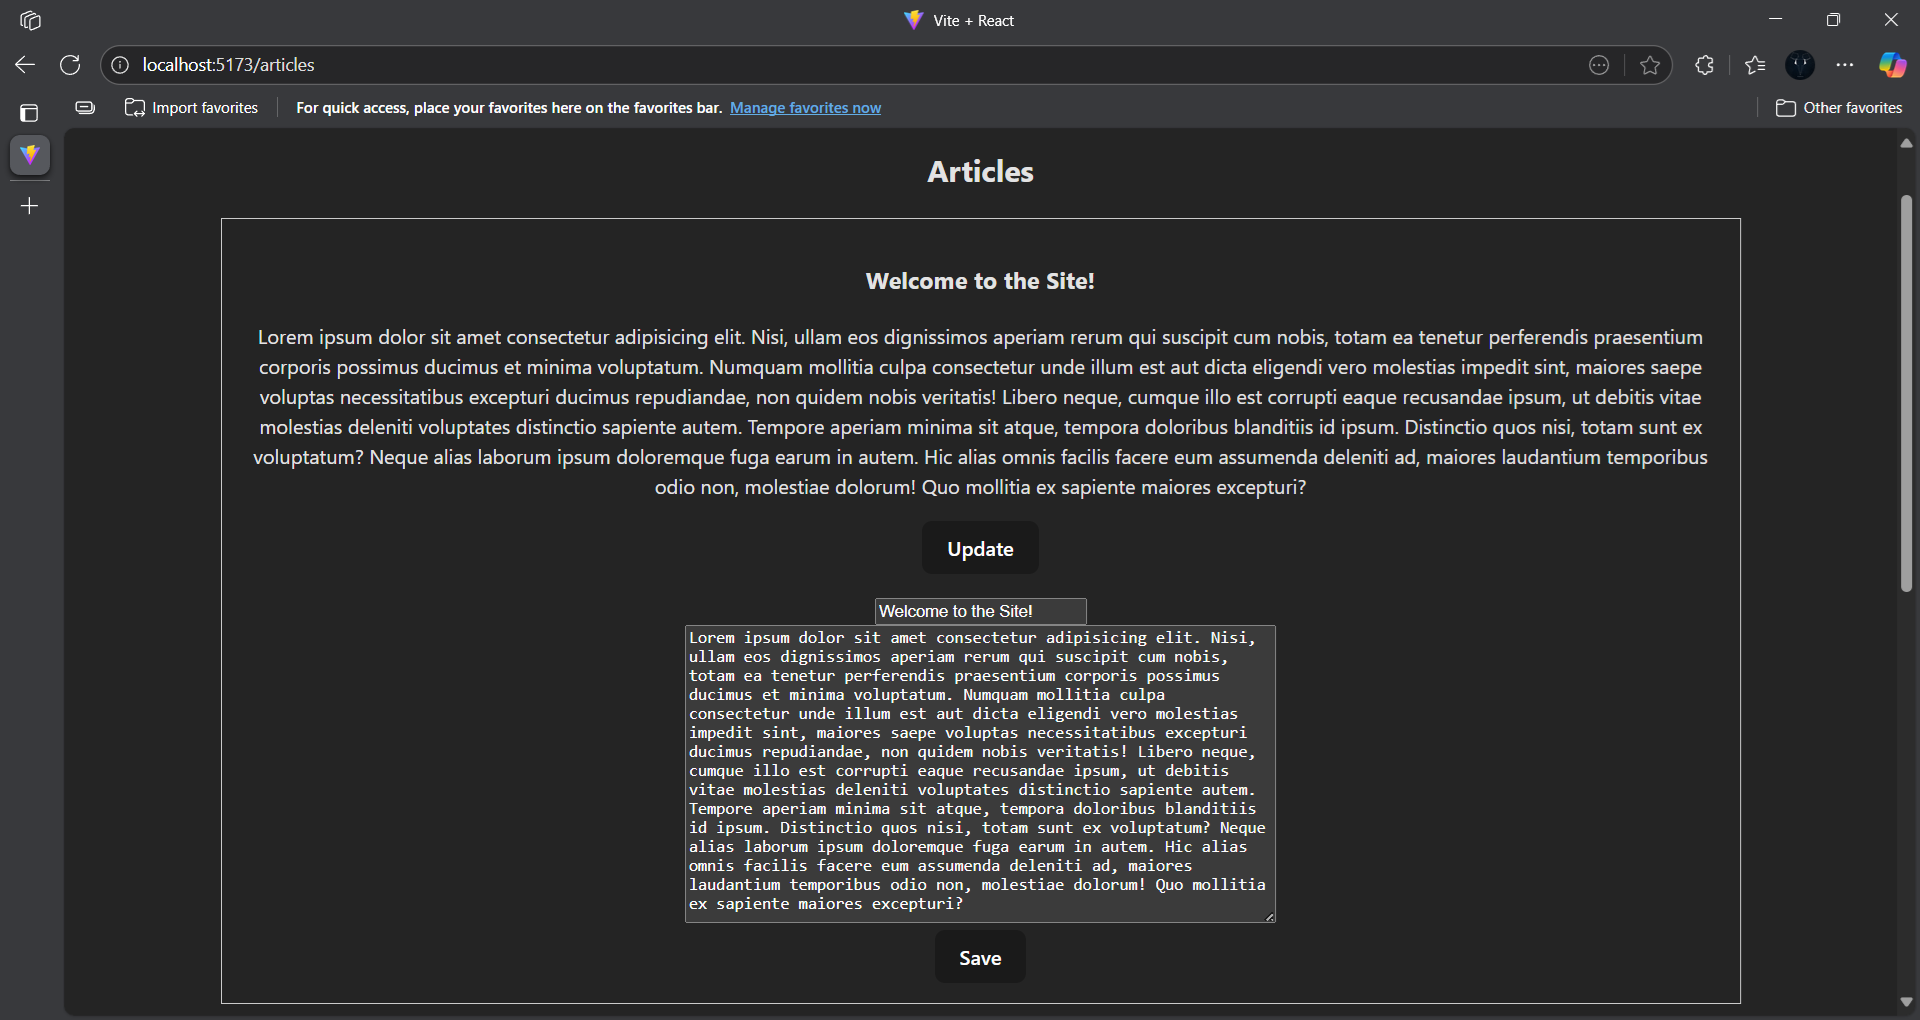 Vite + React
localhost:5173/articles
Import favorites
For quick access, place your favorites here on the favorites bar. Manage favorites now
Other favorites
Articles
Welcome to the Site!
Lorem ipsum dolor sit amet consectetur adipisicing elit. Nisi, ullam eos dignissimos aperiam rerum qui suscipit cum nobis, totam ea tenetur perferendis praesentium
corporis possimus ducimus et minima voluptatum. Numquam mollitia culpa consectetur unde illum est aut dicta eligendi vero molestias impedit sint, maiores saepe
voluptas necessitatibus excepturi ducimus repudiandae, non quidem nobis veritatis! Libero neque, cumque illo est corrupti eaque recusandae ipsum, ut debitis vitae
molestias deleniti voluptates distinctio sapiente autem. Tempore aperiam minima sit atque, tempora doloribus blanditiis id ipsum. Distinctio quos nisi, totam sunt ex
voluptatum? Neque alias laborum ipsum doloremque fuga earum in autem. Hic alias omnis facilis facere eum assumenda deleniti ad, maiores laudantium temporibus
odio non, molestiae dolorum! Quo mollitia ex sapiente maiores excepturi?
Update
Welcome to the Site!
Lorem ipsum dolor sit amet consectetur adipisicing elit. Nisi,
ullam eos dignissimos aperiam rerum qui suscipit cum nobis,
totam ea tenetur perferendis praesentium corporis possimus
ducimus et minima voluptatum. Numquam mollitia culpa
consectetur unde illum est aut dicta eligendi vero molestias
impedit sint, maiores saepe voluptas necessitatibus excepturi
ducimus repudiandae, non quidem nobis veritatis! Libero neque,
cumque illo est corrupti eaque recusandae ipsum, ut debitis
vitae molestias deleniti voluptates distinctio sapiente autem.
Tempore aperiam minima sit atque, tempora doloribus blanditiis
id ipsum. Distinctio quos nisi, totam sunt ex voluptatum? Neque
alias laborum ipsum doloremque fuga earum in autem. Hic alias
omnis facilis facere eum assumenda deleniti ad, maiores
laudantium temporibus odio non, molestiae dolorum! Quo mollitia
ex sapiente maiores excepturi?
Save